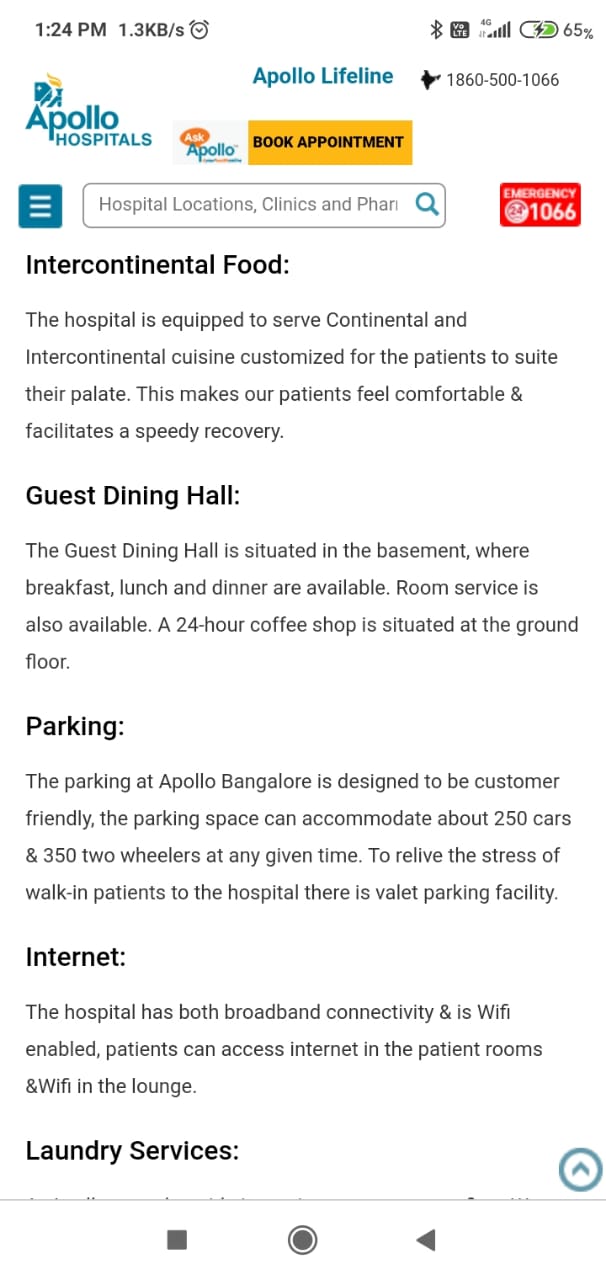 1:24 PM 1.3KB/s
Vo LTE 4G 65%
Apollo Lifeline 1860-500-1066
Apollo
HOSPITALS
Ask
Apollo
BOOK APPOINTMENT
Hospital Locations, Clinics and Phar
EMERGENCY
24 1066
Intercontinental Food:
The hospital is equipped to serve Continental and
Intercontinental cuisine customized for the patients to suite
their palate. This makes our patients feel comfortable &
facilitates a speedy recovery.
Guest Dining Hall:
The Guest Dining Hall is situated in the basement, where
breakfast, lunch and dinner are available. Room service is
also available. A 24-hour coffee shop is situated at the ground
floor.
Parking:
The parking at Apollo Bangalore is designed to be customer
friendly, the parking space can accommodate about 250 cars
& 350 two wheelers at any given time. To relive the stress of
walk-in patients to the hospital there is valet parking facility.
Internet:
The hospital has both broadband connectivity & is Wifi
enabled, patients can access internet in the patient rooms
&Wifi in the lounge.
Laundry Services: